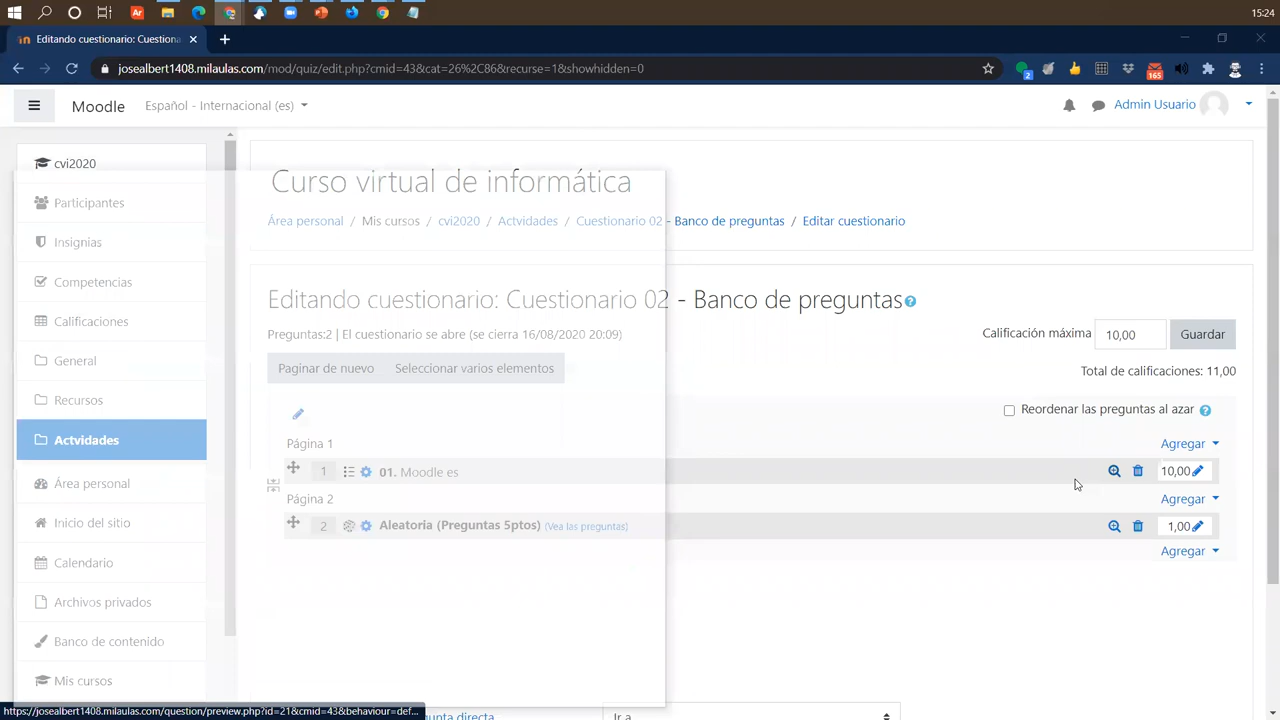 15:24
Editando cuestionario: Cuestiona
josealbert1408.milaulas.com/mod/quiz/edit.php?cmid=43&cat=26%2C86&recurse=1&showhidden=0
2
165
Moodle
Español - Internacional (es)
Admin Usuario
cvi2020
Participantes
Insignias
Competencias
Calificaciones
General
Recursos
Actvidades
Área personal
Inicio del sitio
Calendario
Archivos privados
Banco de contenido
Mis cursos
Curso virtual de informática
Área personal / Mis cursos / cvi2020 / Actvidades / Cuestionario 02 - Banco de preguntas / Editar cuestionario
Editando cuestionario: Cuestionario 02 - Banco de preguntas
Preguntas:2 | El cuestionario se abre (se cierra 16/08/2020 20:09)
Calificación máxima 10,00 Guardar
Paginar de nuevo Seleccionar varios elementos
Total de calificaciones: 11,00
Reordenar las preguntas al azar
Página 1 Agregar
1 01. Moodle es 10,00
Página 2 Agregar
2 Aleatoria (Preguntas 5ptos) (Vea las preguntas) 1,00
Agregar
https://josealbert1408.milaulas.com/question/preview.php?id=21&cmid=43&behaviour=def...
gunta directa
Ir a